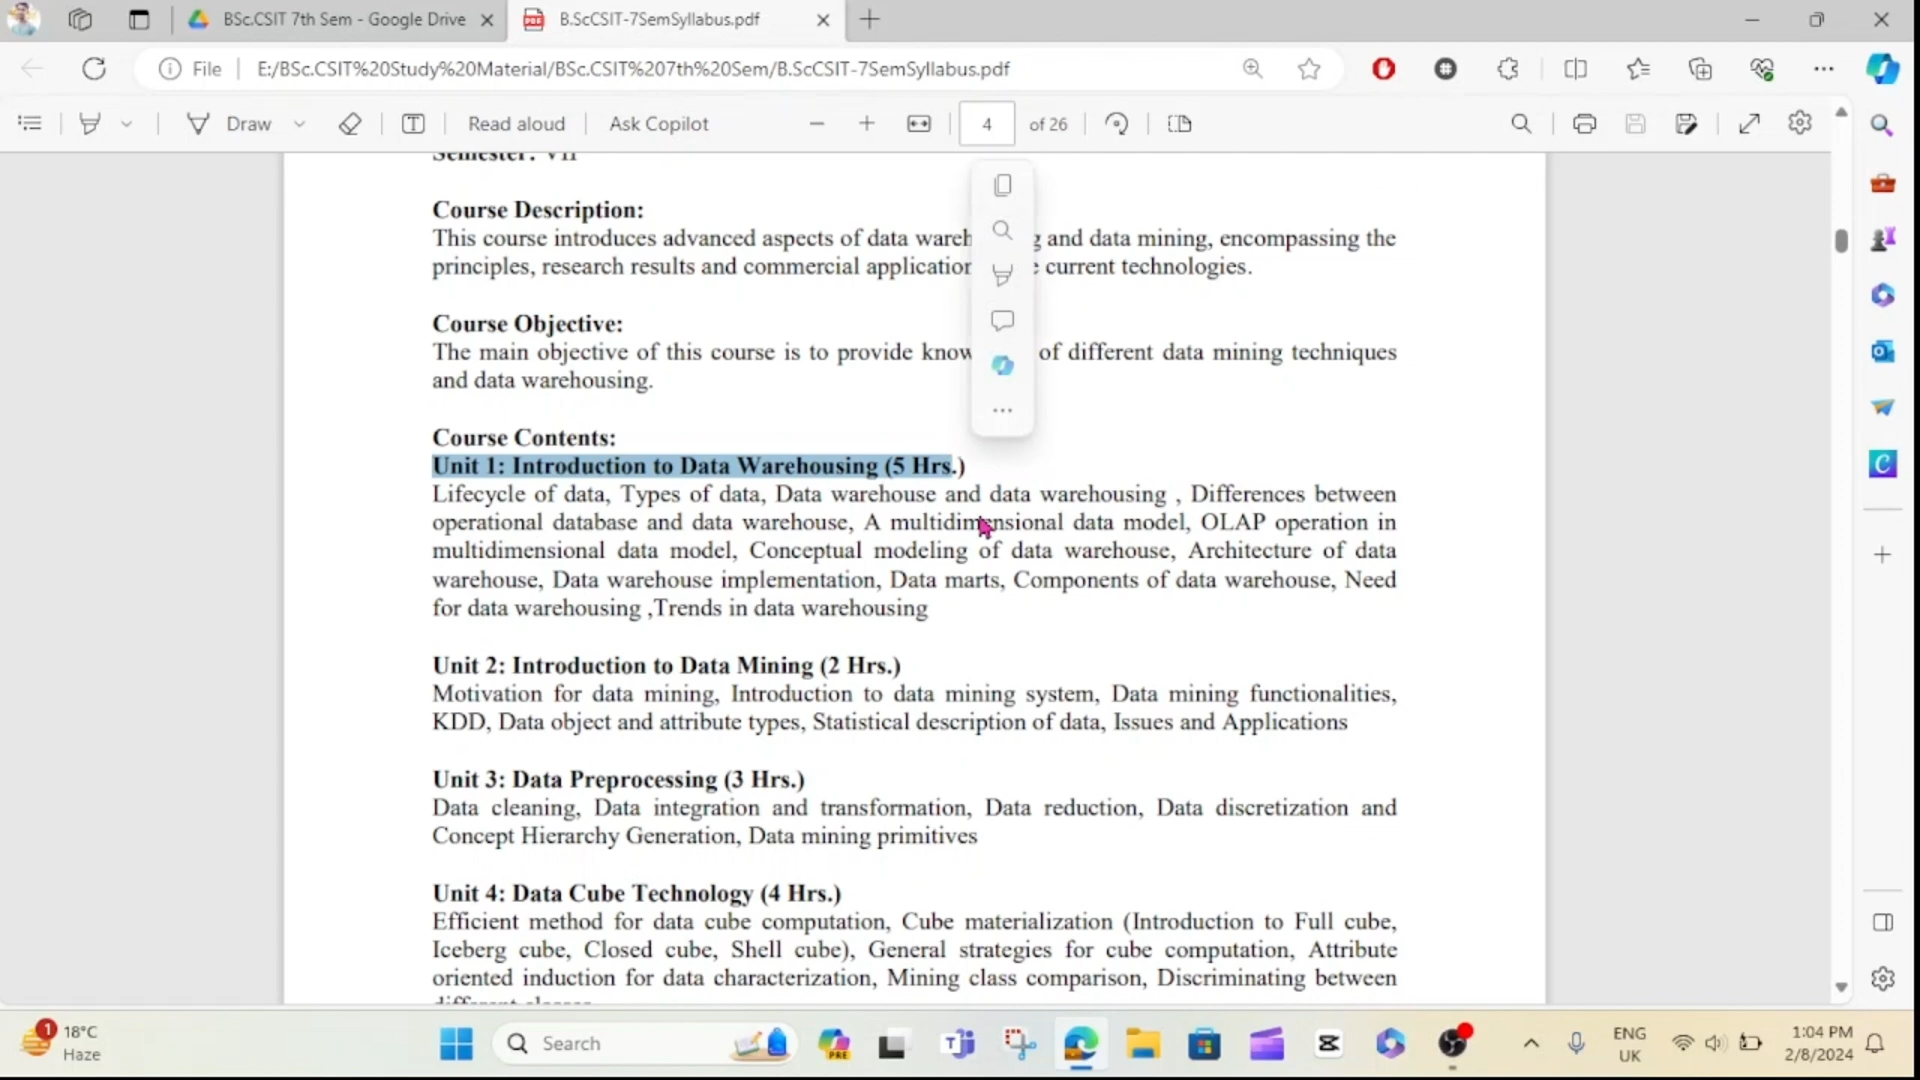 BSc.CSIT 7th Sem - Google Drive
B.ScCSIT-7SemSyllabus.pdf
File
E:/BSc.CSIT%20Study%20Material/BSc.CSIT%207th%20Sem/B.ScCSIT-7SemSyllabus.pdf
Draw
Read aloud
Ask Copilot
4
of 26
Semester: VII
Course Description:
This course introduces advanced aspects of data wareh g and data mining, encompassing the
principles, research results and commercial application current technologies.
Course Objective:
The main objective of this course is to provide know of different data mining techniques
and data warehousing.
Course Contents:
Unit 1: Introduction to Data Warehousing (5 Hrs.)
Lifecycle of data, Types of data, Data warehouse and data warehousing , Differences between
operational database and data warehouse, A multidimensional data model, OLAP operation in
multidimensional data model, Conceptual modeling of data warehouse, Architecture of data
warehouse, Data warehouse implementation, Data marts, Components of data warehouse, Need
for data warehousing ,Trends in data warehousing
Unit 2: Introduction to Data Mining (2 Hrs.)
Motivation for data mining, Introduction to data mining system, Data mining functionalities,
KDD, Data object and attribute types, Statistical description of data, Issues and Applications
Unit 3: Data Preprocessing (3 Hrs.)
Data cleaning, Data integration and transformation, Data reduction, Data discretization and
Concept Hierarchy Generation, Data mining primitives
Unit 4: Data Cube Technology (4 Hrs.)
Efficient method for data cube computation, Cube materialization (Introduction to Full cube,
Iceberg cube, Closed cube, Shell cube), General strategies for cube computation, Attribute
oriented induction for data characterization, Mining class comparison, Discriminating between
different classes
1
18°C
Haze
Search
PRE
ENG
UK
1:04 PM
2/8/2024